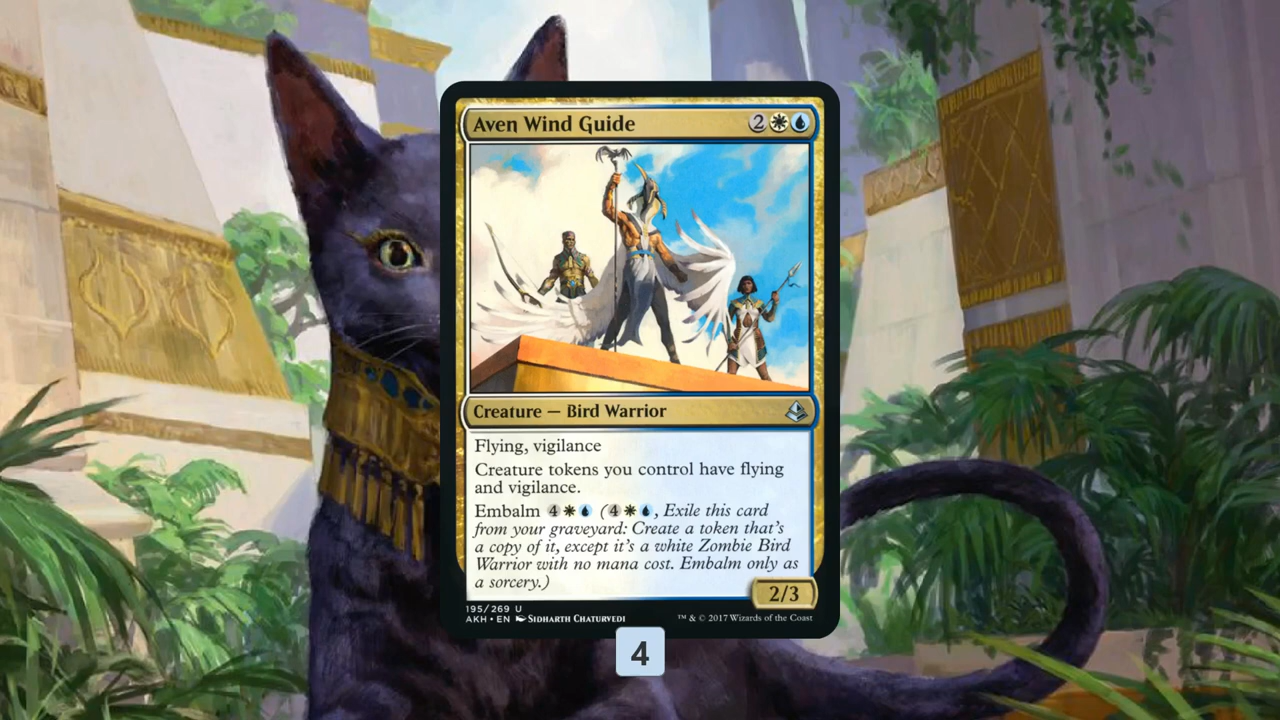 Aven Wind Guide 2
Creature — Bird Warrior
Flying, vigilance
Creature tokens you control have flying
and vigilance.
Embalm 4 (4, Exile this card
from your graveyard: Create a token that's
a copy of it, except it's a white Zombie Bird
Warrior with no mana cost. Embalm only as
a sorcery.)
2/3
195/269 U
AKH • EN Sidharth Chaturvedi ™ & © 2017 Wizards of the Coast
4